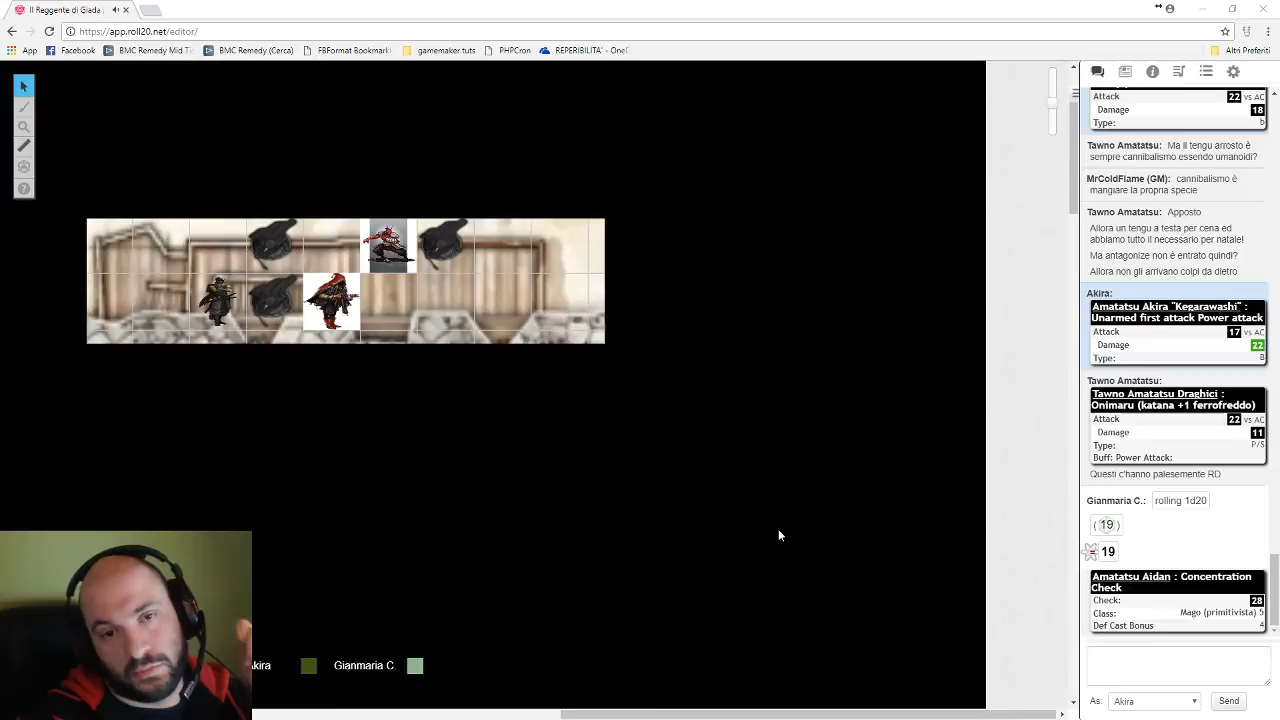 Il Reggente di Giada
https://app.roll20.net/editor/
App
Facebook
BMC Remedy Mid Ti
BMC Remedy (Cerca)
FBFormat Bookmarkl
gamemaker tuts
PHPCron
REPERIBILITA' - OneD
Altri Preferiti
Attack 22 vs AC
Damage 18
Type: b
Tawno Amatatsu: Ma il tengu arrosto è
sempre cannibalismo essendo umanoidi?
MrColdFlame (GM): cannibalismo è
mangiare la propria specie
Tawno Amatatsu: Apposto
Allora un tengu a testa per cena ed
abbiamo tutto il necessario per natale!
Ma antagonize non è entrato quindi?
Allora non gli arrivano colpi da dietro
Akira:
Amatatsu Akira "Kegarawashi" :
Unarmed first attack Power attack
Attack 17 vs AC
Damage 22
Type: B
Tawno Amatatsu:
Tawno Amatatsu Draghici :
Onimaru (katana +1 ferrofreddo)
Attack 22 vs AC
Damage 11
Type: P/S
Buff: Power Attack:
Questi c'hanno palesemente RD
Gianmaria C.: rolling 1d20
(19)
= 19
Amatatsu Aidan : Concentration
Check
Check: 28
Class: Mago (primitivista) 5
Def Cast Bonus 4
kira
Gianmaria C
As: Akira Send